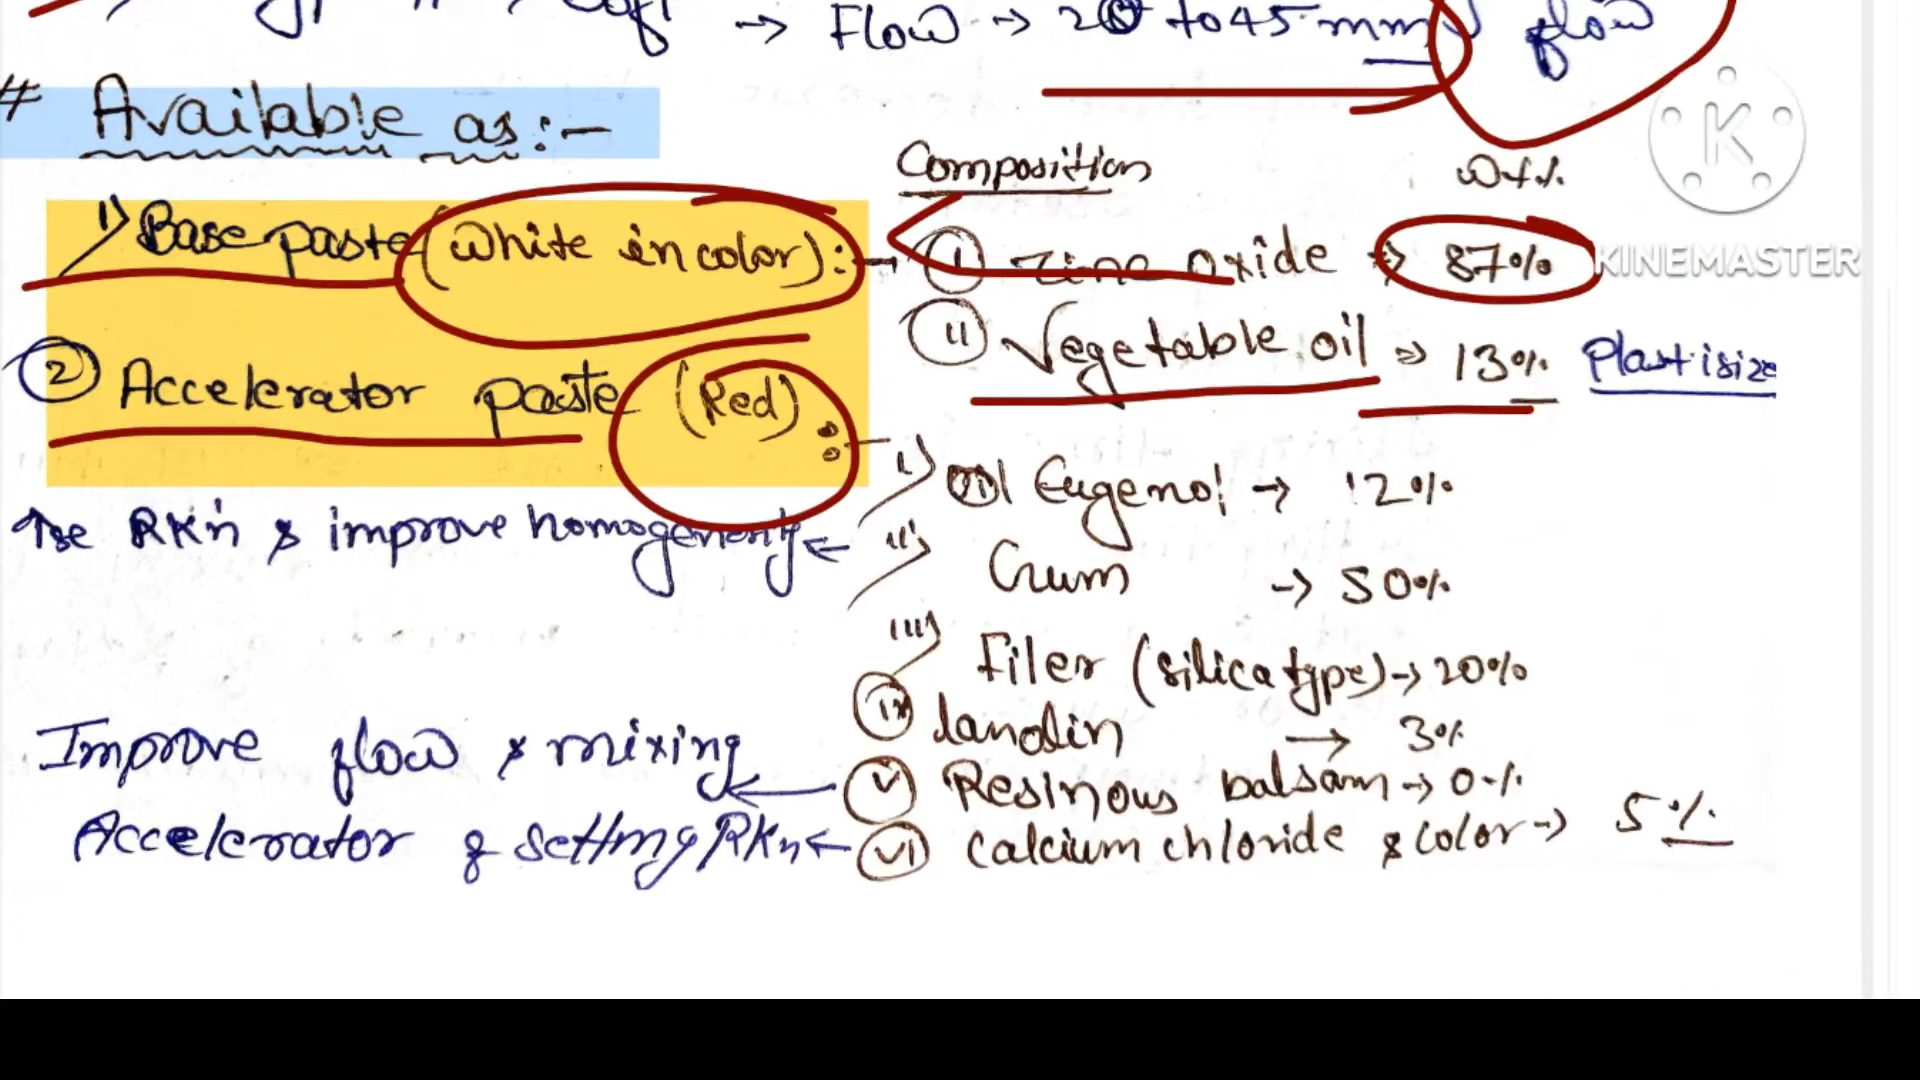 → Flow → 20 to 45 mm flow
# Available as:-
Composition wt%
1) Base paste (white in color) :- (I) zinc oxide → 87%
KINEMASTER
(II) Vegetable oil ⇒ 13% Plastisize
(2) Accelerator paste (Red) :-
i) Oil Eugenol → 12%
↑se RKn & improve homogenority ← ii) Gum → 50%
iii) Filer (silica type) → 20%
(iv) lanolin → 3%
Improve flow & mixing ← (v) Resinous balsam → 0%
Accelerator & setting RKn ← (vi) calcium chloride & color → 5%